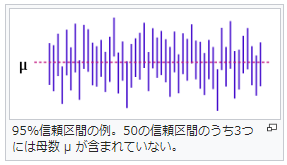 μ
95%信頼区間の例。50の信頼区間のうち3つ
には母数 μ が含まれていない。